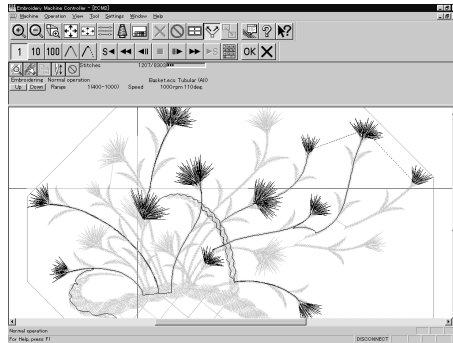 Embroidery Machine Controller - [ECM2]
Machine Operation View Tool Settings Window Help
1 10 100 S OK
Stitches 1207/8000
Embroidering Normal operation Basket.ecs Tubular (All)
Up Down Range 1(400~1000) Speed 1000rpm 110deg.
Normal operation
For Help, press F1 DISCONNECT